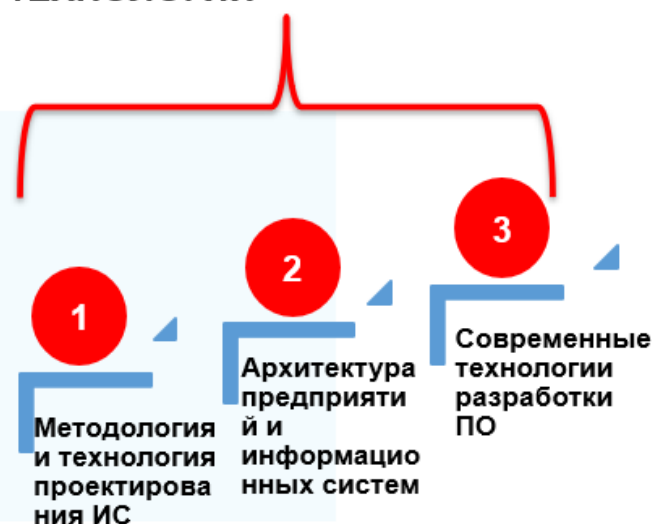 1
Методология
и технология
проектирова
ния ИС
2
Архитектура
предприяти
й и
информацио
нных систем
3
Современные
технологии
разработки
ПО